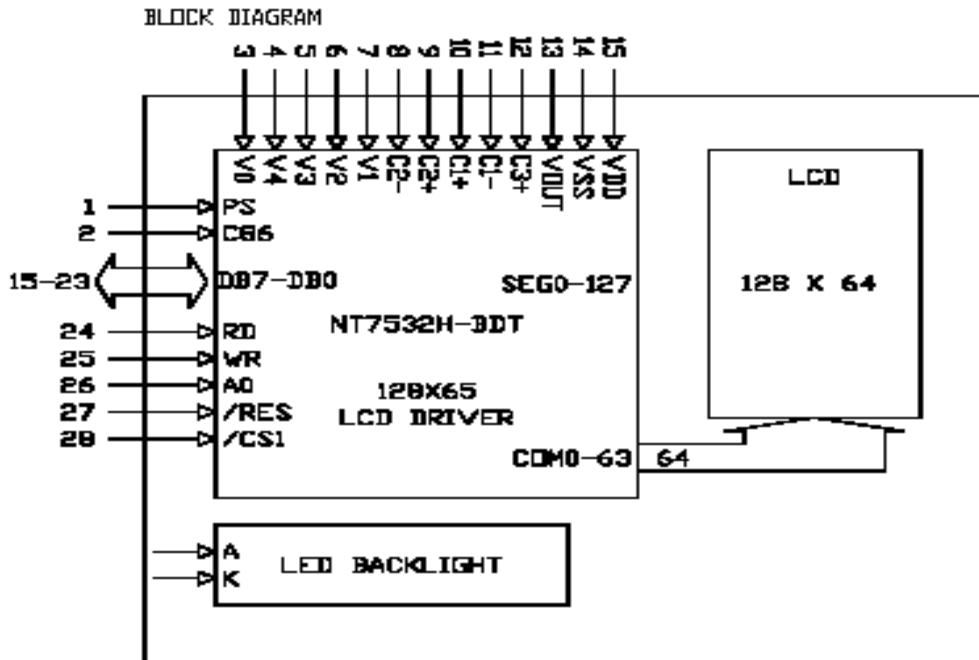 BLOCK DIAGRAM
3 4 5 6 7 8 9 10 11 12 13 14 15
V0 V4 V3 V2 V1 C2- C2+ C1+ C1- C3+ VOUT VSS VDD
LCD
1 PS
2 C86
15-23 DB7-DB0
SEG0-127
128 X 64
24 RD
NT7532H-BDT
25 WR
26 A0
128X65
27 /RES
LCD DRIVER
28 /CS1
COM0-63 64
A
LED BACKLIGHT
K